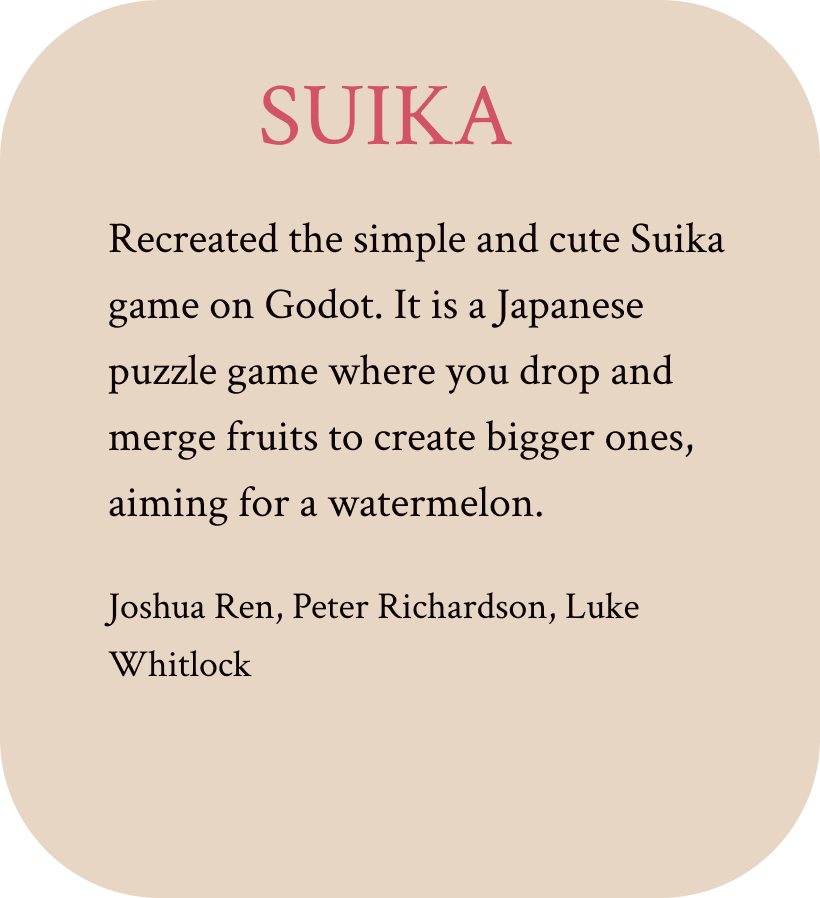 SUIKA
Recreated the simple and cute Suika
game on Godot. It is a Japanese
puzzle game where you drop and
merge fruits to create bigger ones,
aiming for a watermelon.
Joshua Ren, Peter Richardson, Luke
Whitlock